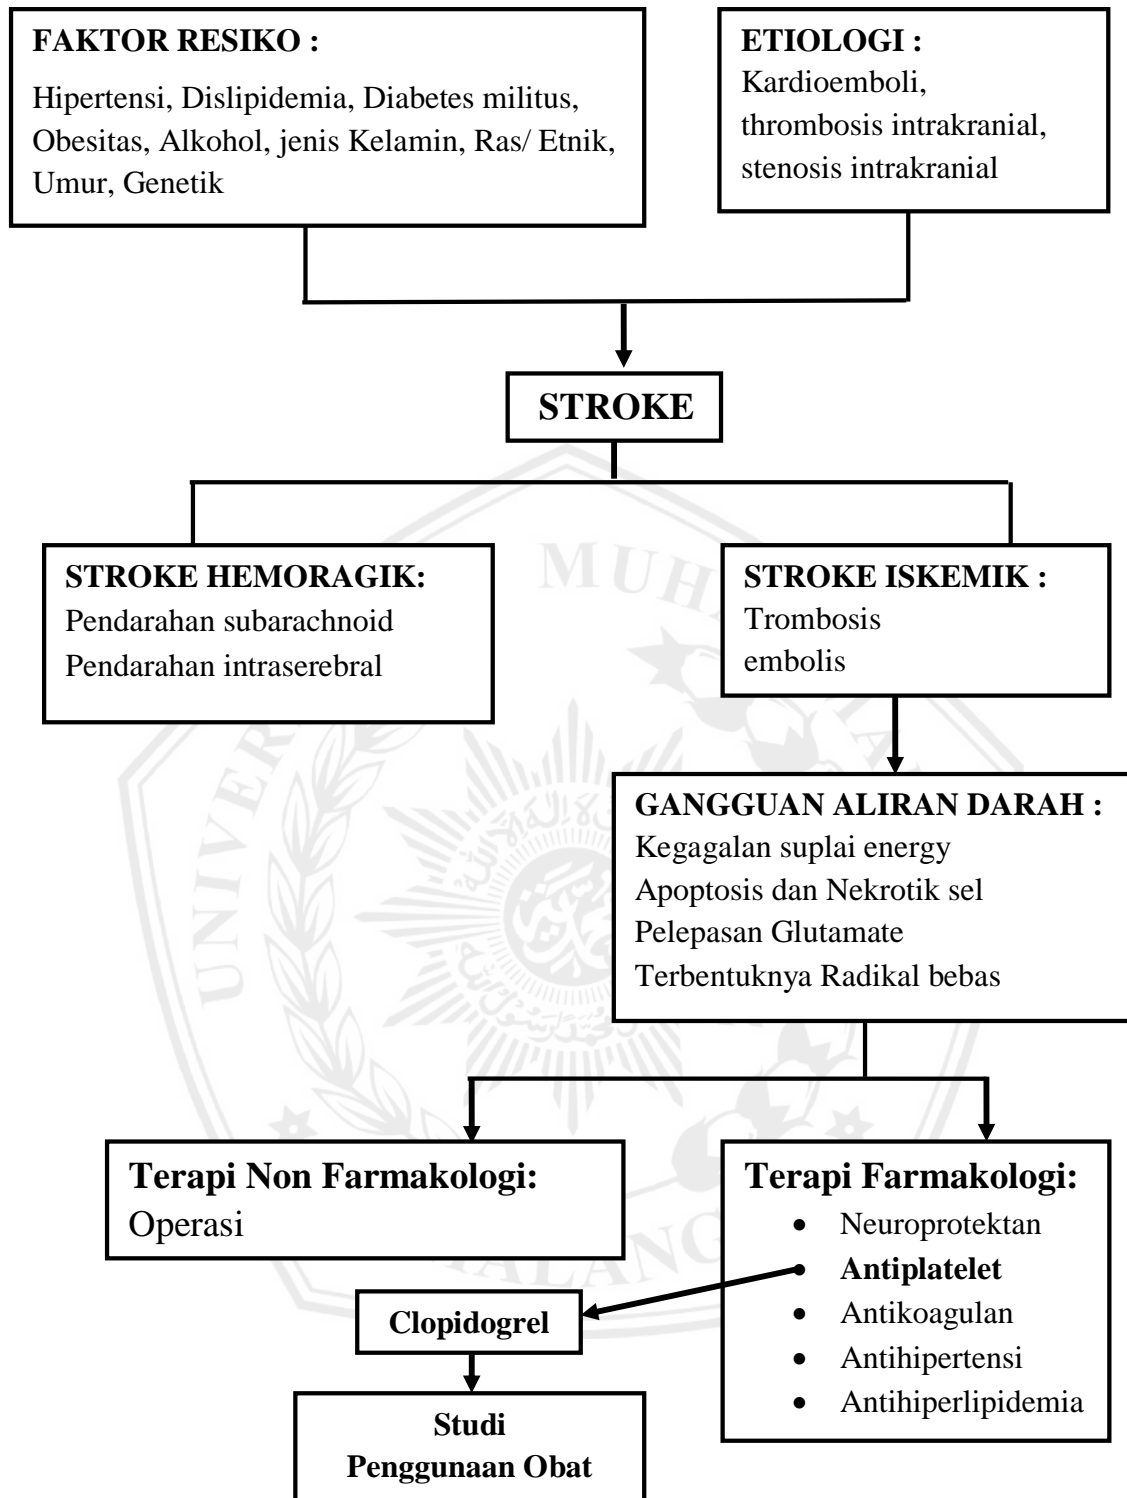 FAKTOR RESIKO :
Hipertensi, Dislipidemia, Diabetes militus,
Obesitas, Alkohol, jenis Kelamin, Ras/ Etnik,
Umur, Genetik
ETIOLOGI :
Kardioemboli,
thrombosis intrakranial,
stenosis intrakranial
STROKE
STROKE HEMORAGIK:
Pendarahan subarachnoid
Pendarahan intraserebral
STROKE ISKEMIK :
Trombosis
embolis
GANGGUAN ALIRAN DARAH :
Kegagalan suplai energy
Apoptosis dan Nekrotik sel
Pelepasan Glutamate
Terbentuknya Radikal bebas
Terapi Non Farmakologi:
Operasi
Terapi Farmakologi:
• Neuroprotektan
• Antiplatelet
• Antikoagulan
• Antihipertensi
• Antihiperlipidemia
Clopidogrel
Studi
Penggunaan Obat